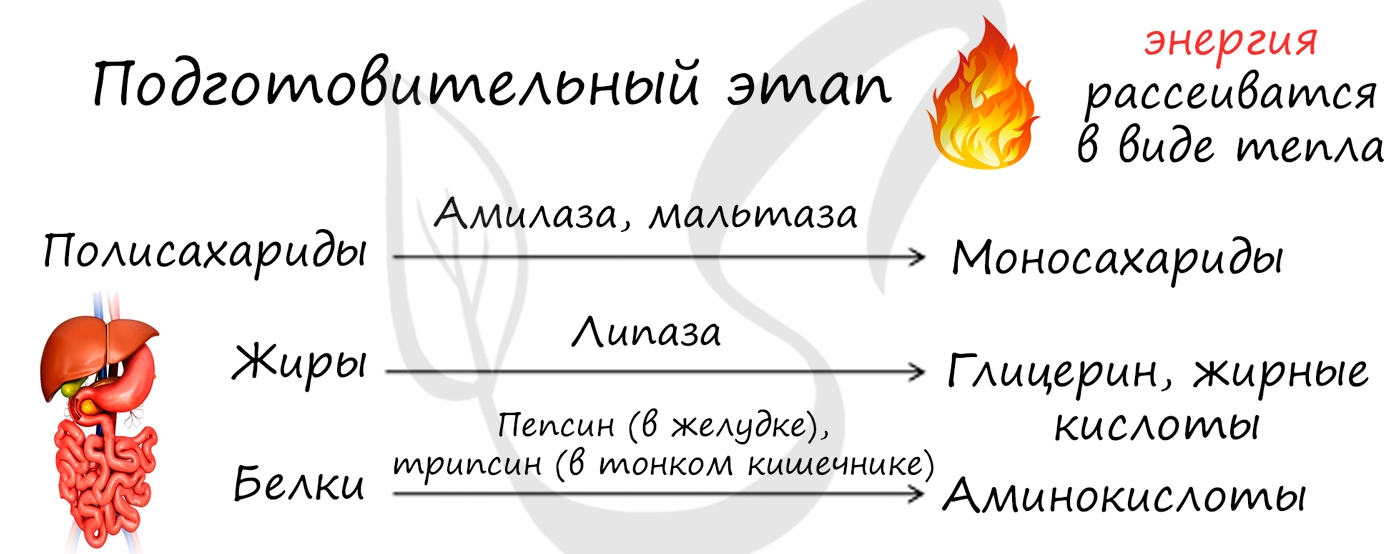 Подготовительный этап
энергия
рассеиватся
в виде тепла
Полисахариды
Амилаза, мальтаза
Моносахариды
Жиры
Липаза
Глицерин, жирные
кислоты
Белки
Пепсин (в желудке),
трипсин (в тонком кишечнике)
Аминокислоты